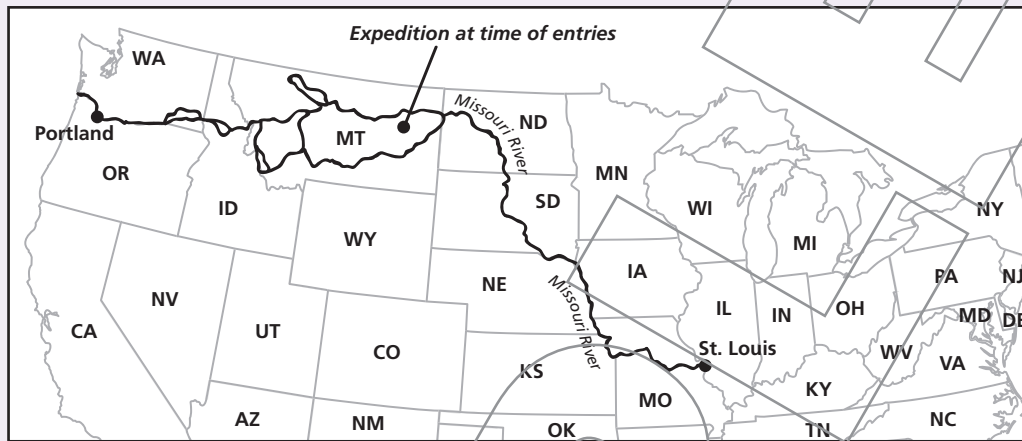 Expedition at time of entries
WA
Missouri River
ND
Portland
MT
MN
OR
SD
WI
NY
ID
MI
WY
IA
PA
NJ
NE
NV
IL
IN
OH
MD
DE
CA
UT
Missouri River
CO
St. Louis
WV
VA
KS
KY
MO
AZ
NM
OK
TN
NC